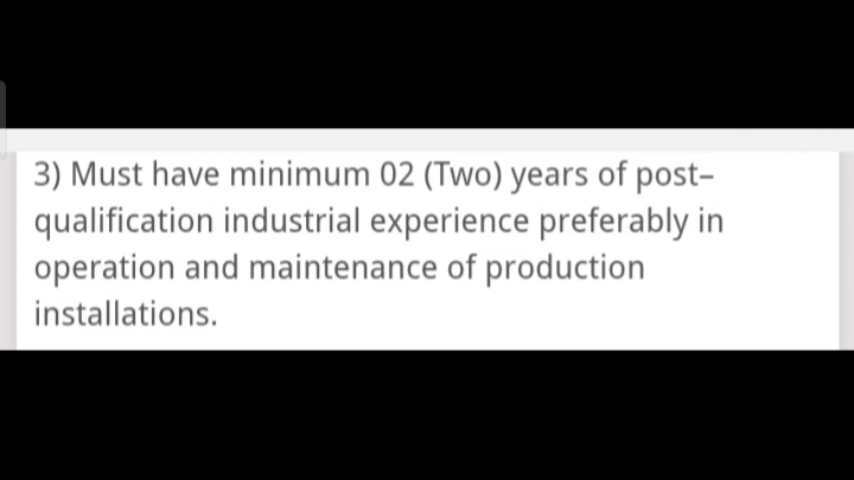 3) Must have minimum 02 (Two) years of post–
qualification industrial experience preferably in
operation and maintenance of production
installations.